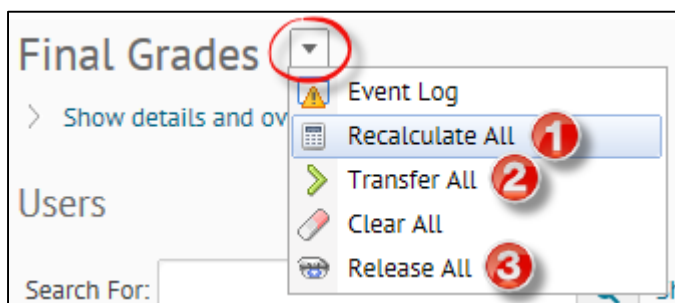 Final Grades
Event Log
Show details and ov
Recalculate All 1
Transfer All 2
Users
Clear All
Release All 3
Search For: